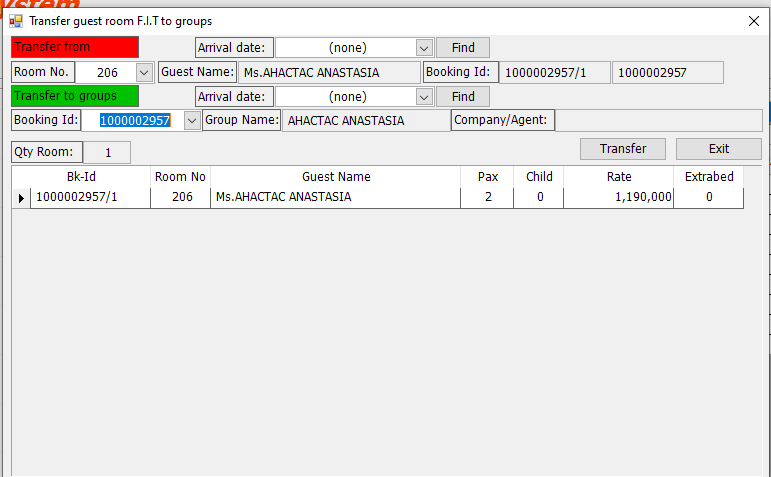 ystem
Transfer guest room F.I.T to groups
Transfer from Arrival date: (none) Find
Room No. 206 Guest Name: Ms.AHACTAC ANASTASIA Booking Id: 1000002957/1 1000002957
Transfer to groups Arrival date: (none) Find
Booking Id: 1000002957 Group Name: AHACTAC ANASTASIA Company/Agent:
Qty Room: 1 Transfer Exit
Bk-Id Room No Guest Name Pax Child Rate Extrabed
1000002957/1 206 Ms.AHACTAC ANASTASIA 2 0 1,190,000 0